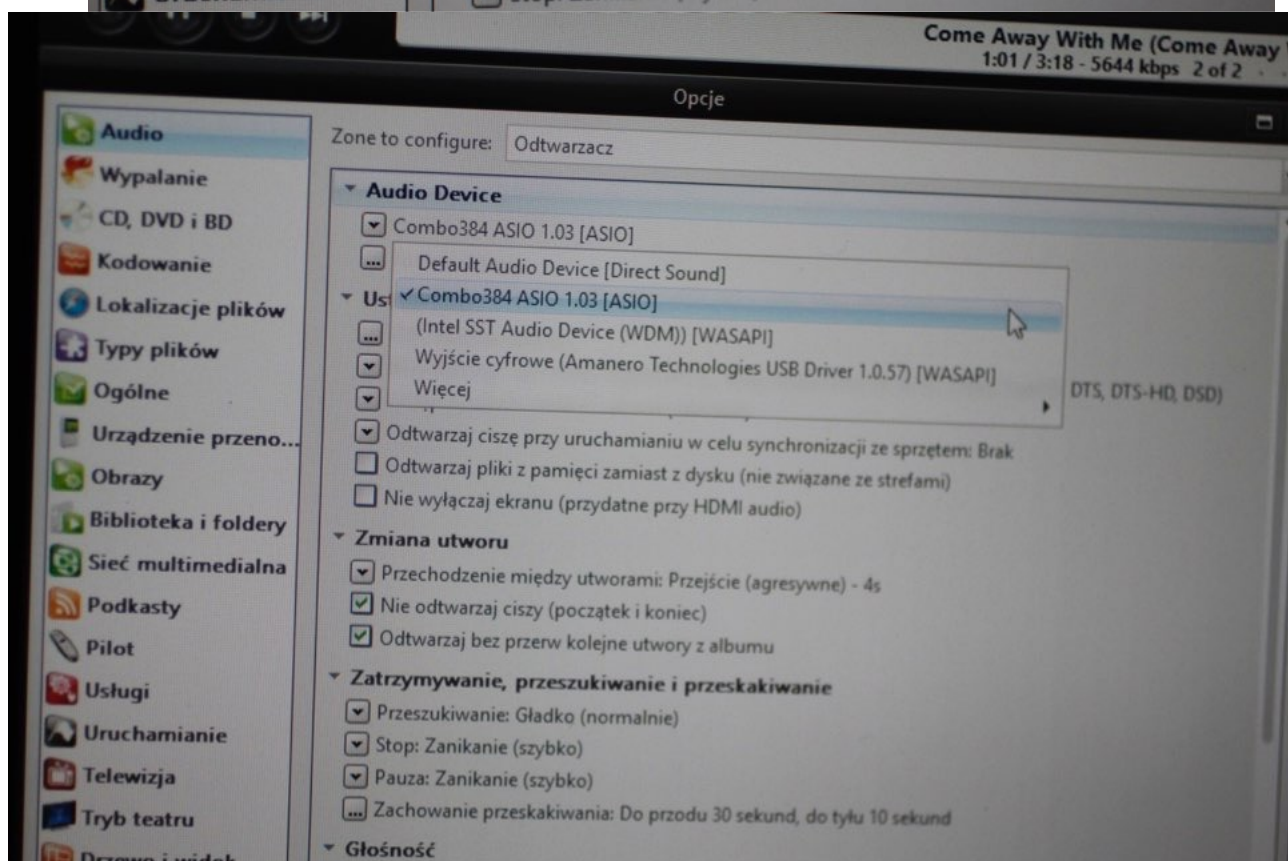 Come Away With Me (Come Away
1:01 / 3:18 - 5644 kbps 2 of 2
Opcje
Audio
Wypalanie
CD, DVD i BD
Kodowanie
Lokalizacje plików
Typy plików
Ogólne
Urządzenie przeno...
Obrazy
Biblioteka i foldery
Sieć multimedialna
Podkasty
Pilot
Usługi
Uruchamianie
Telewizja
Tryb teatru
Zone to configure: Odtwarzacz
Audio Device
Combo384 ASIO 1.03 [ASIO]
Default Audio Device [Direct Sound]
Combo384 ASIO 1.03 [ASIO]
(Intel SST Audio Device (WDM)) [WASAPI]
Wyjście cyfrowe (Amanero Technologies USB Driver 1.0.57) [WASAPI]
Więcej
DTS, DTS-HD, DSD)
Odtwarzaj ciszę przy uruchamianiu w celu synchronizacji ze sprzętem: Brak
Odtwarzaj pliki z pamięci zamiast z dysku (nie związane ze strefami)
Nie wyłączaj ekranu (przydatne przy HDMI audio)
Zmiana utworu
Przechodzenie między utworami: Przejście (agresywne) - 4s
Nie odtwarzaj ciszy (początek i koniec)
Odtwarzaj bez przerw kolejne utwory z albumu
Zatrzymywanie, przeszukiwanie i przeskakiwanie
Przeszukiwanie: Gładko (normalnie)
Stop: Zanikanie (szybko)
Pauza: Zanikanie (szybko)
Zachowanie przeskakiwania: Do przodu 30 sekund, do tyłu 10 sekund
Głośność